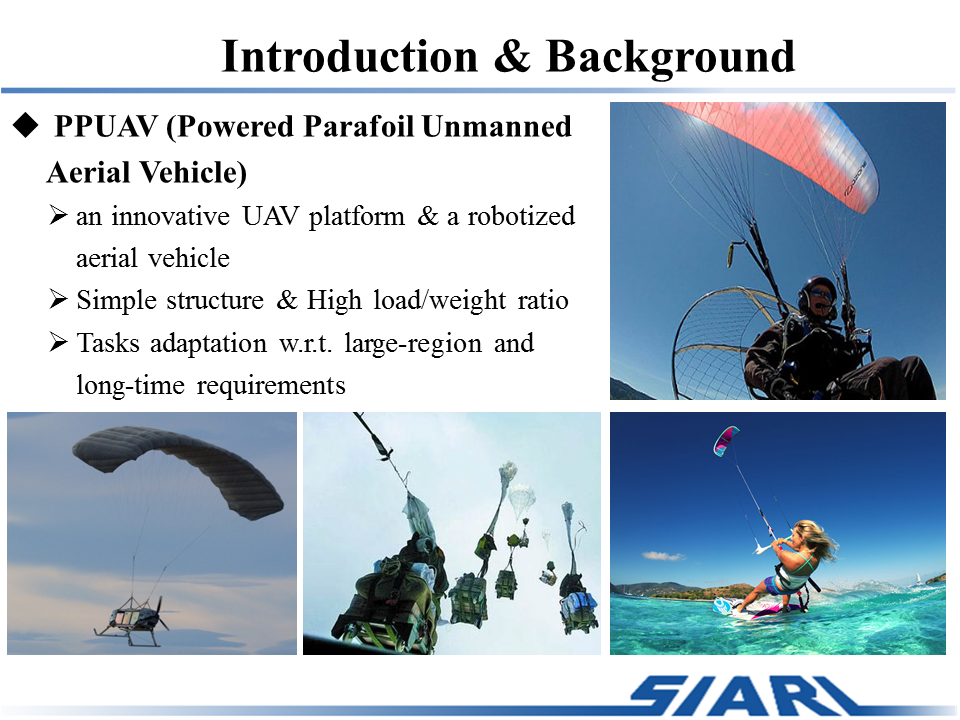 Introduction & Background
◆ PPUAV (Powered Parafoil Unmanned
Aerial Vehicle)
➢ an innovative UAV platform & a robotized
aerial vehicle
➢ Simple structure & High load/weight ratio
➢ Tasks adaptation w.r.t. large-region and
long-time requirements
SIARI